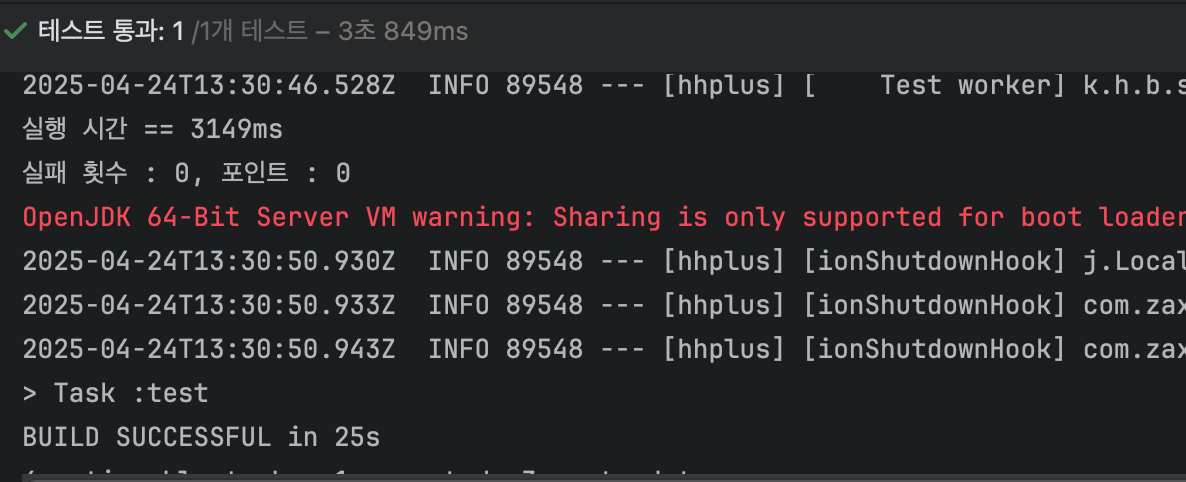 테스트 통과: 1 /1개 테스트 – 3초 849ms
2025-04-24T13:30:46.528Z  INFO 89548 --- [hhplus] [    Test worker] k.h.b.s
실행 시간 == 3149ms
실패 횟수 : 0, 포인트 : 0
OpenJDK 64-Bit Server VM warning: Sharing is only supported for boot loader
2025-04-24T13:30:50.930Z  INFO 89548 --- [hhplus] [ionShutdownHook] j.Local
2025-04-24T13:30:50.933Z  INFO 89548 --- [hhplus] [ionShutdownHook] com.zax
2025-04-24T13:30:50.943Z  INFO 89548 --- [hhplus] [ionShutdownHook] com.zax
> Task :test
BUILD SUCCESSFUL in 25s